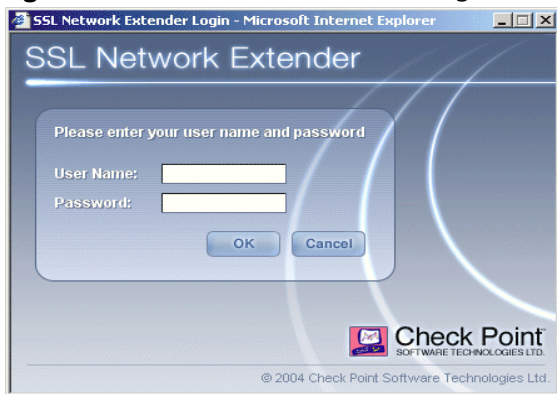 SSL Network Extender Login - Microsoft Internet Explorer
SSL Network Extender
Please enter your user name and password
User Name:
Password:
OK Cancel
Check Point
SOFTWARE TECHNOLOGIES LTD.
© 2004 Check Point Software Technologies Ltd.